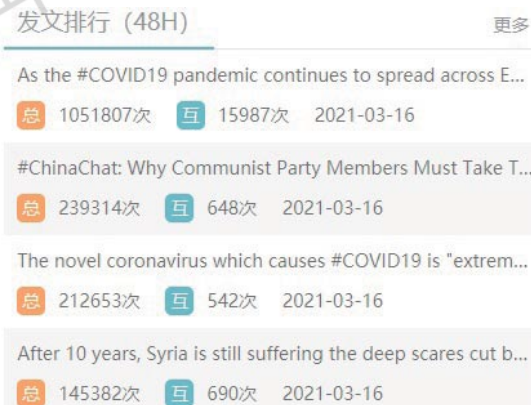 发文排行（48H）
更多
As the #COVID19 pandemic continues to spread across E...
总 1051807次 互 15987次 2021-03-16
#ChinaChat: Why Communist Party Members Must Take T...
总 239314次 互 648次 2021-03-16
The novel coronavirus which causes #COVID19 is "extrem...
总 212653次 互 542次 2021-03-16
After 10 years, Syria is still suffering the deep scares cut b...
总 145382次 互 690次 2021-03-16